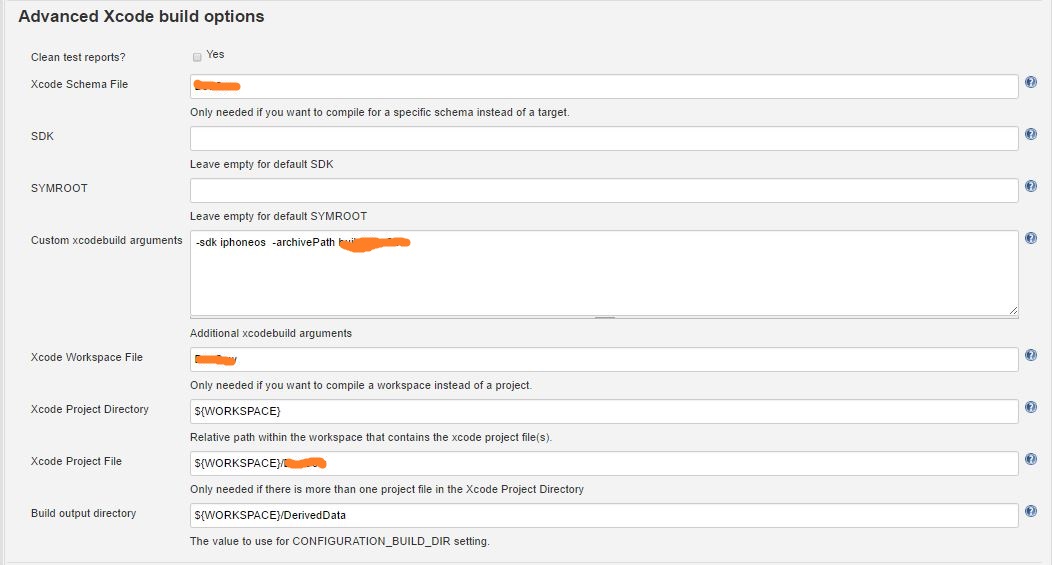 Advanced Xcode build options
Clean test reports? Yes
Xcode Schema File
Only needed if you want to compile for a specific schema instead of a target.
SDK
Leave empty for default SDK
SYMROOT
Leave empty for default SYMROOT
Custom xcodebuild arguments -sdk iphoneos -archivePath
Additional xcodebuild arguments
Xcode Workspace File
Only needed if you want to compile a workspace instead of a project.
Xcode Project Directory ${WORKSPACE}
Relative path within the workspace that contains the xcode project file(s).
Xcode Project File ${WORKSPACE}/
Only needed if there is more than one project file in the Xcode Project Directory
Build output directory ${WORKSPACE}/DerivedData
The value to use for CONFIGURATION_BUILD_DIR setting.